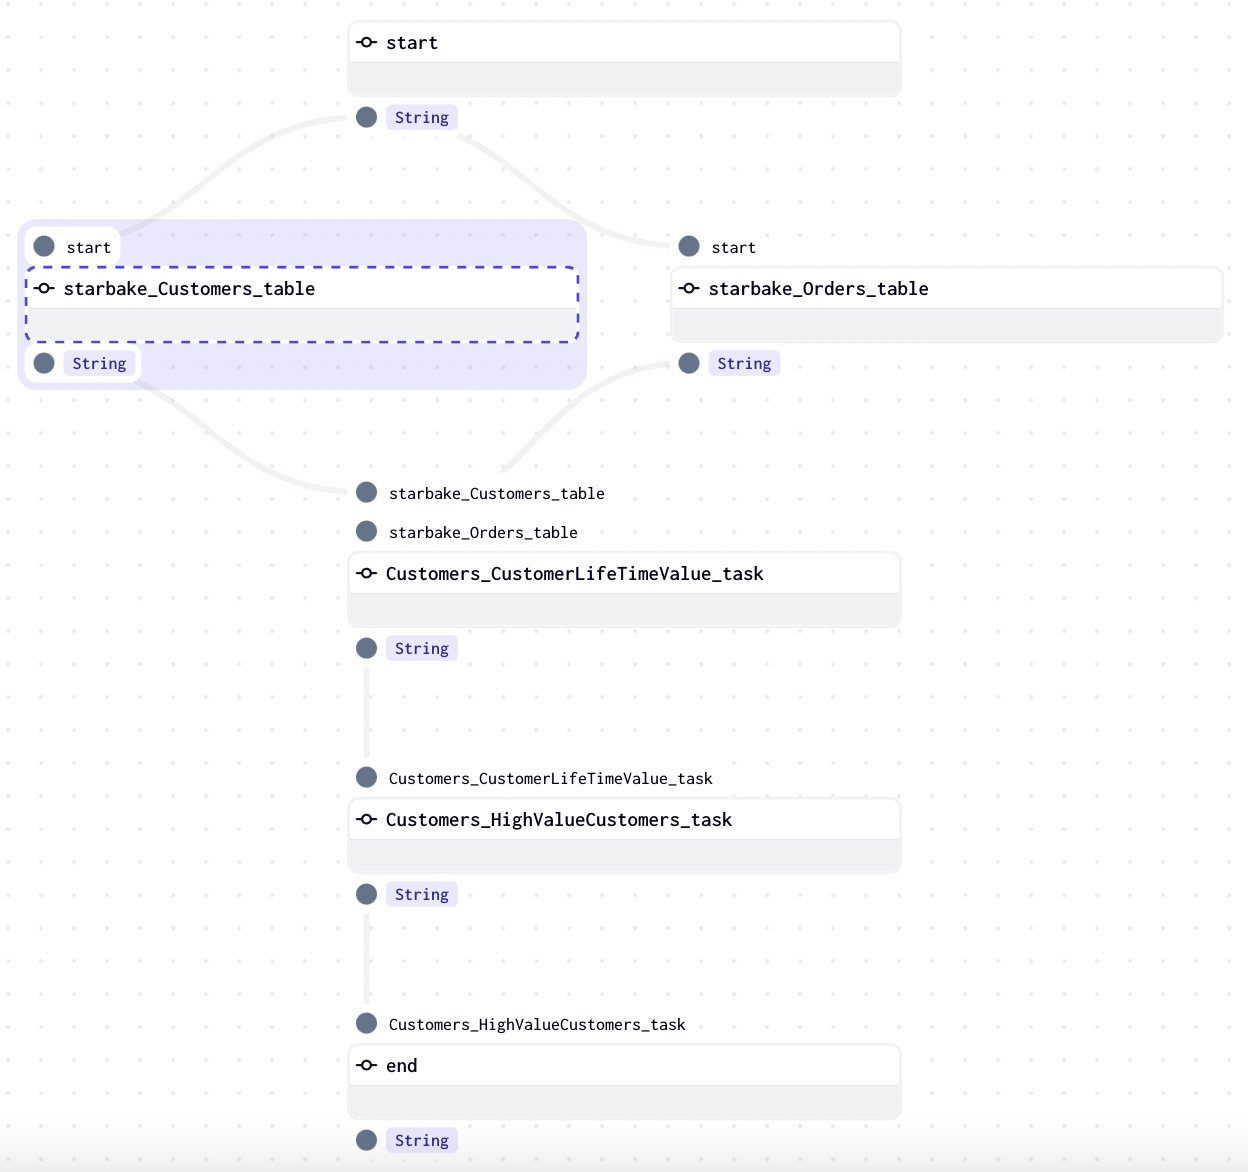 start
String
start
start
starbake_Customers_table
starbake_Orders_table
String
String
starbake_Customers_table
starbake_Orders_table
Customers_CustomerLifeTimeValue_task
String
Customers_CustomerLifeTimeValue_task
Customers_HighValueCustomers_task
String
Customers_HighValueCustomers_task
end
String